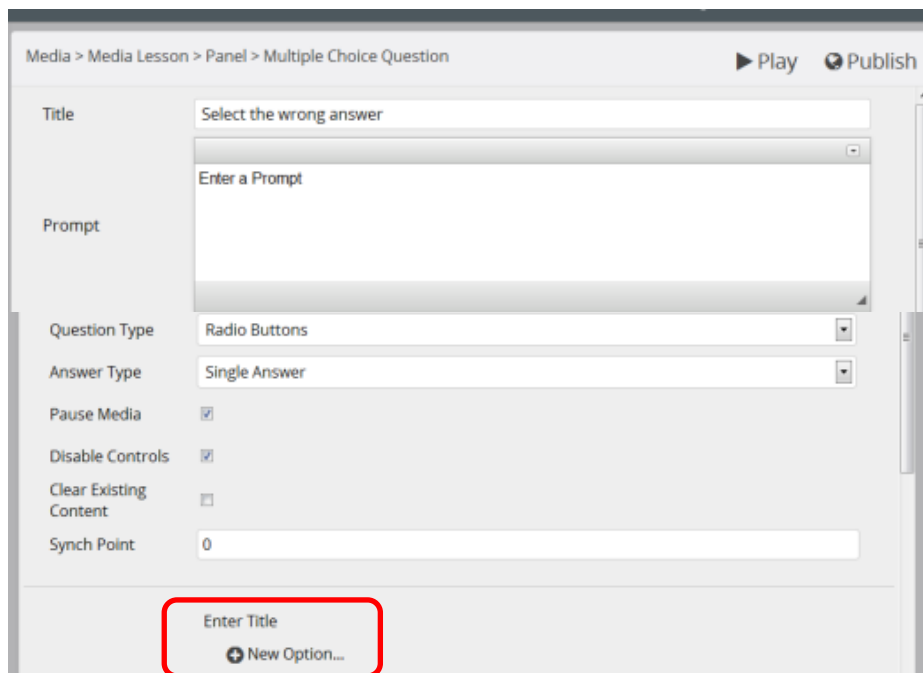 Media > Media Lesson > Panel > Multiple Choice Question
Play Publish
Title Select the wrong answer
Enter a Prompt
Prompt
Question Type Radio Buttons
Answer Type Single Answer
Pause Media
Disable Controls
Clear Existing
Content
Synch Point 0
Enter Title
New Option...